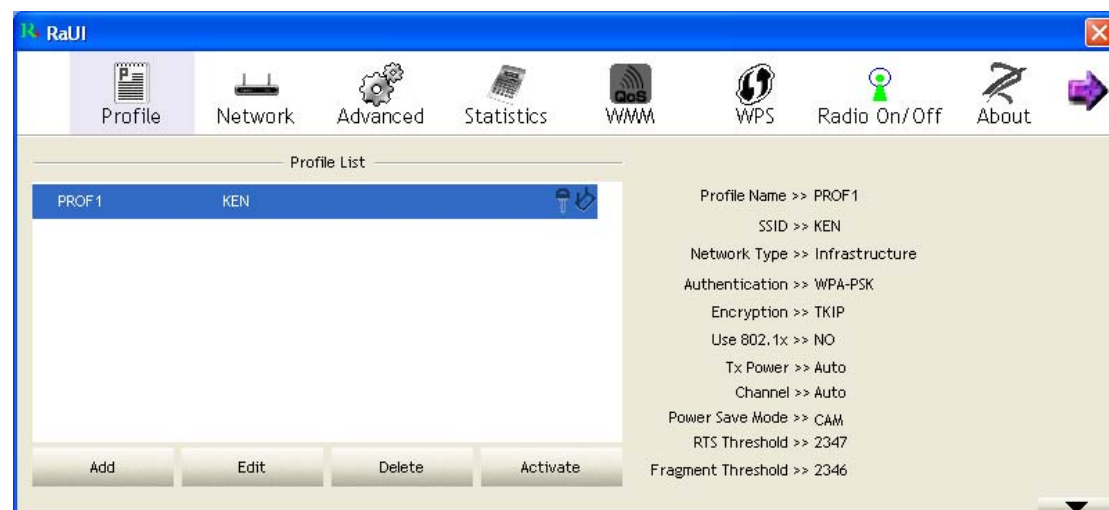 RaUI
Profile Network Advanced Statistics QoS WMM WPS Radio On/Off About
Profile List
PROF1 KEN
Add Edit Delete Activate
Profile Name >> PROF1
SSID >> KEN
Network Type >> Infrastructure
Authentication >> WPA-PSK
Encryption >> TKIP
Use 802.1x >> NO
Tx Power >> Auto
Channel >> Auto
Power Save Mode >> CAM
RTS Threshold >> 2347
Fragment Threshold >> 2346